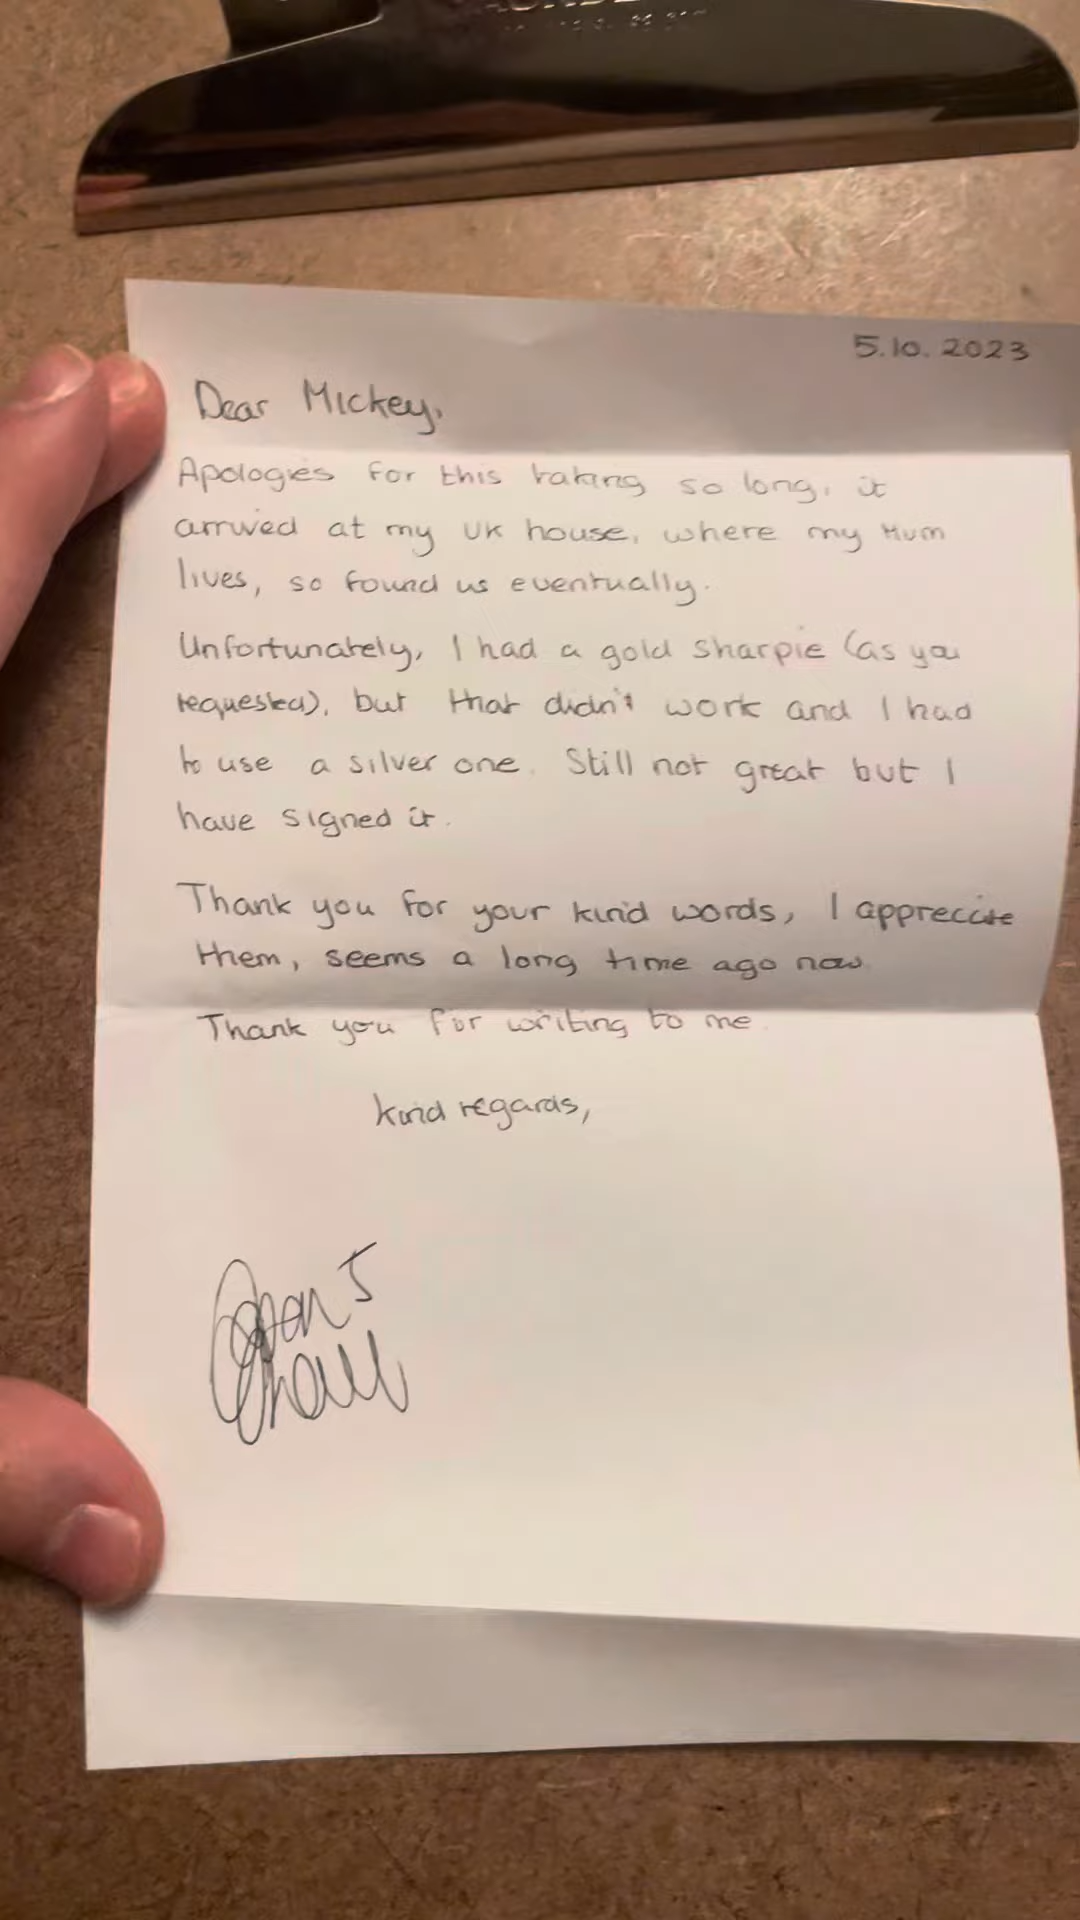 5.10.2023
Dear Mickey,
Apologies for this taking so long, it
arrived at my UK house, where my Mum
lives, so found us eventually.
Unfortunately, I had a gold sharpie (as you
requested), but that didn't work and I had
to use a silver one. Still not great but I
have signed it.
Thank you for your kind words, I appreciate
them, seems a long time ago now.
Thank you for writing to me.
Kind regards,